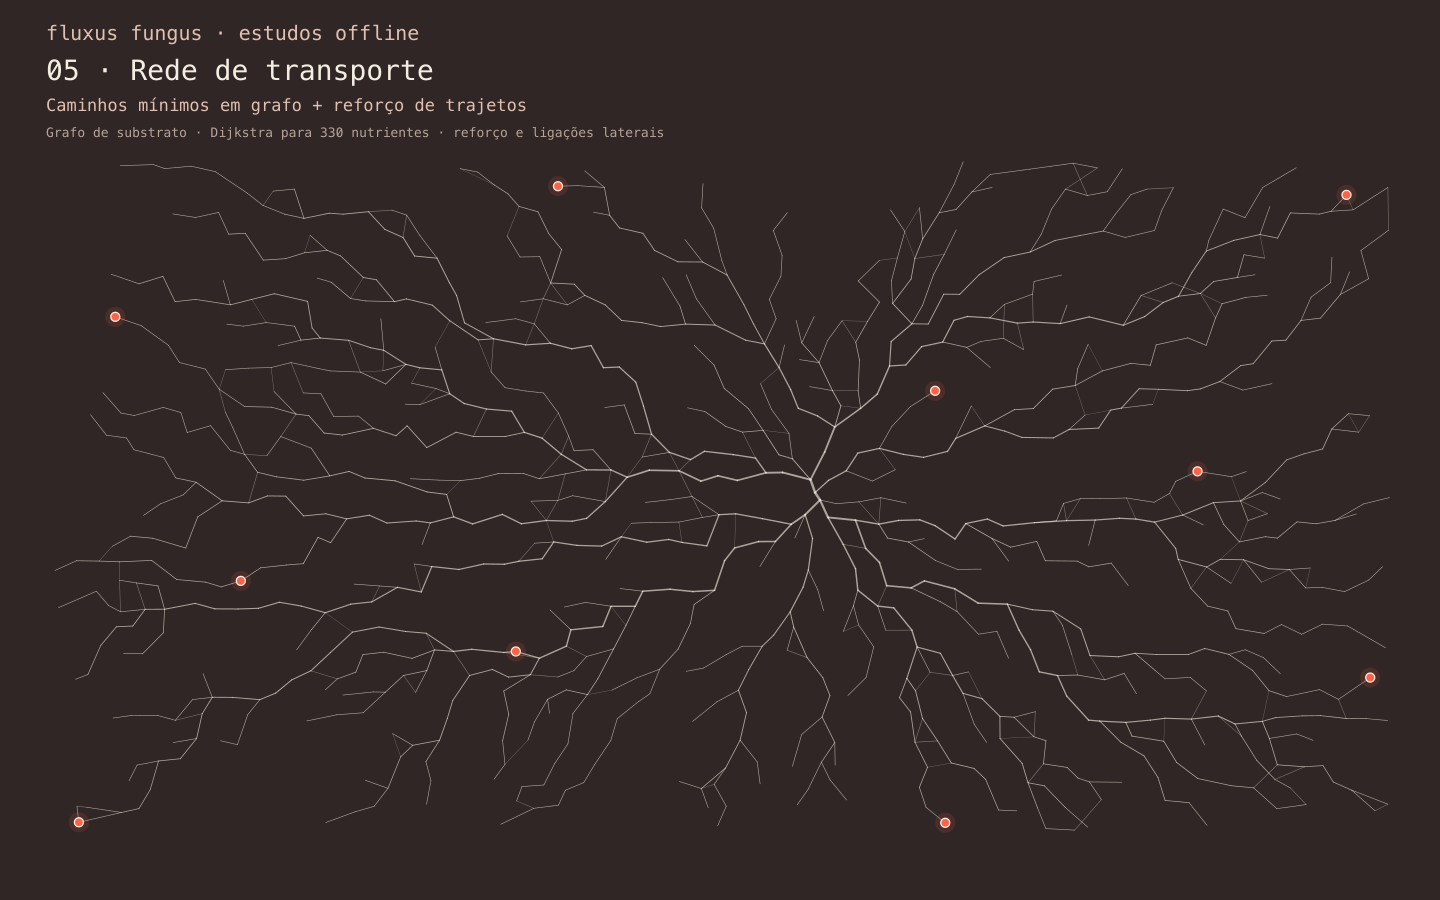 fluxus fungus · estudos offline
05 · Rede de transporte
Caminhos mínimos em grafo + reforço de trajetos
Grafo de substrato · Dijkstra para 330 nutrientes · reforço e ligações laterais